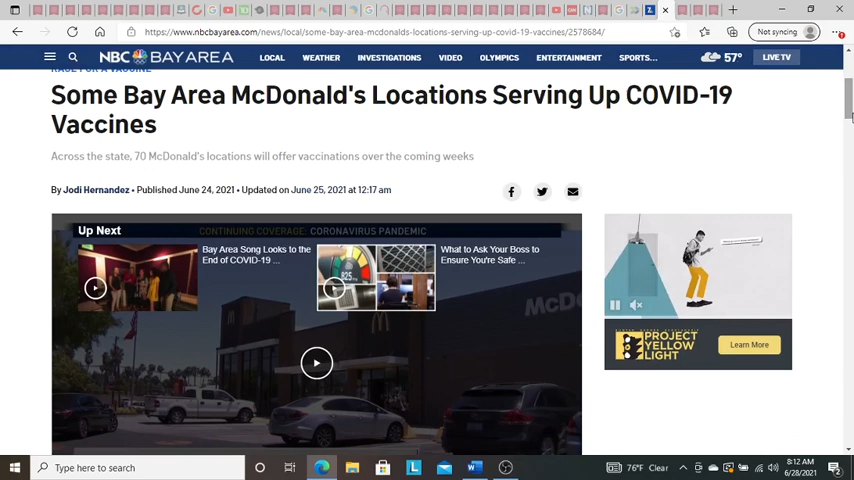 Not syncing
https://www.nbcbayarea.com/news/local/some-bay-area-mcdonalds-locations-serving-up-covid-19-vaccines/2578684/
NBC BAY AREA
LOCAL WEATHER INVESTIGATIONS VIDEO OLYMPICS ENTERTAINMENT SPORTS... 57° LIVE TV
RACE FOR A VACCINE
Some Bay Area McDonald's Locations Serving Up COVID-19
Vaccines
Across the state, 70 McDonald's locations will offer vaccinations over the coming weeks
By Jodi Hernandez • Published June 24, 2021 • Updated on June 25, 2021 at 12:17 am
Up Next CONTINUING COVERAGE: CORONAVIRUS PANDEMIC
Bay Area Song Looks to the
End of COVID-19 ...
What to Ask Your Boss to
Ensure You're Safe ...
825
McDo
PROJECT
YELLOW
LIGHT
Learn More
Type here to search
76°F Clear
8:12 AM
6/28/2021
2